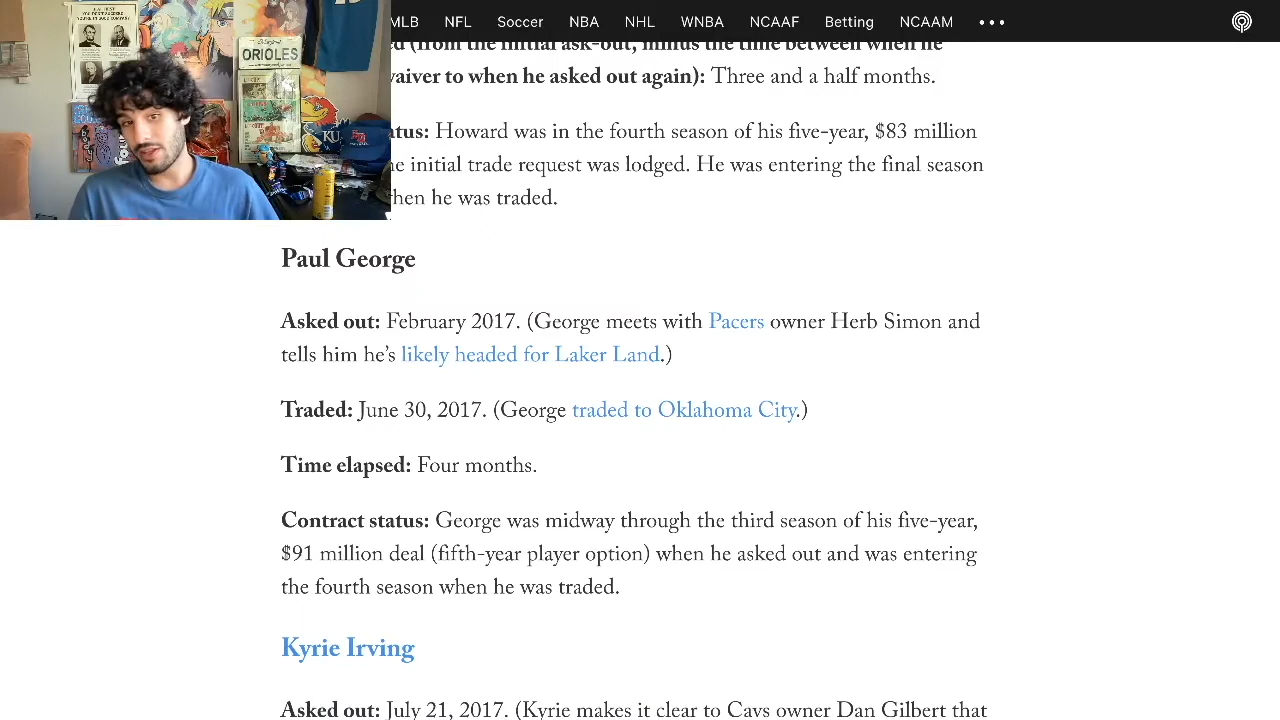 MLB NFL Soccer NBA NHL WNBA NCAAF Betting NCAAM
ORIOLES
(from the initial ask-out, minus the time between when he
waiver to when he asked out again): Three and a half months.
KU
Howard was in the fourth season of his five-year, $83 million
initial trade request was lodged. He was entering the final season
when he was traded.
Paul George
Asked out: February 2017. (George meets with Pacers owner Herb Simon and
tells him he’s likely headed for Laker Land.)
Traded: June 30, 2017. (George traded to Oklahoma City.)
Time elapsed: Four months.
Contract status: George was midway through the third season of his five-year,
$91 million deal (fifth-year player option) when he asked out and was entering
the fourth season when he was traded.
Kyrie Irving
Asked out: July 21, 2017. (Kyrie makes it clear to Cavs owner Dan Gilbert that